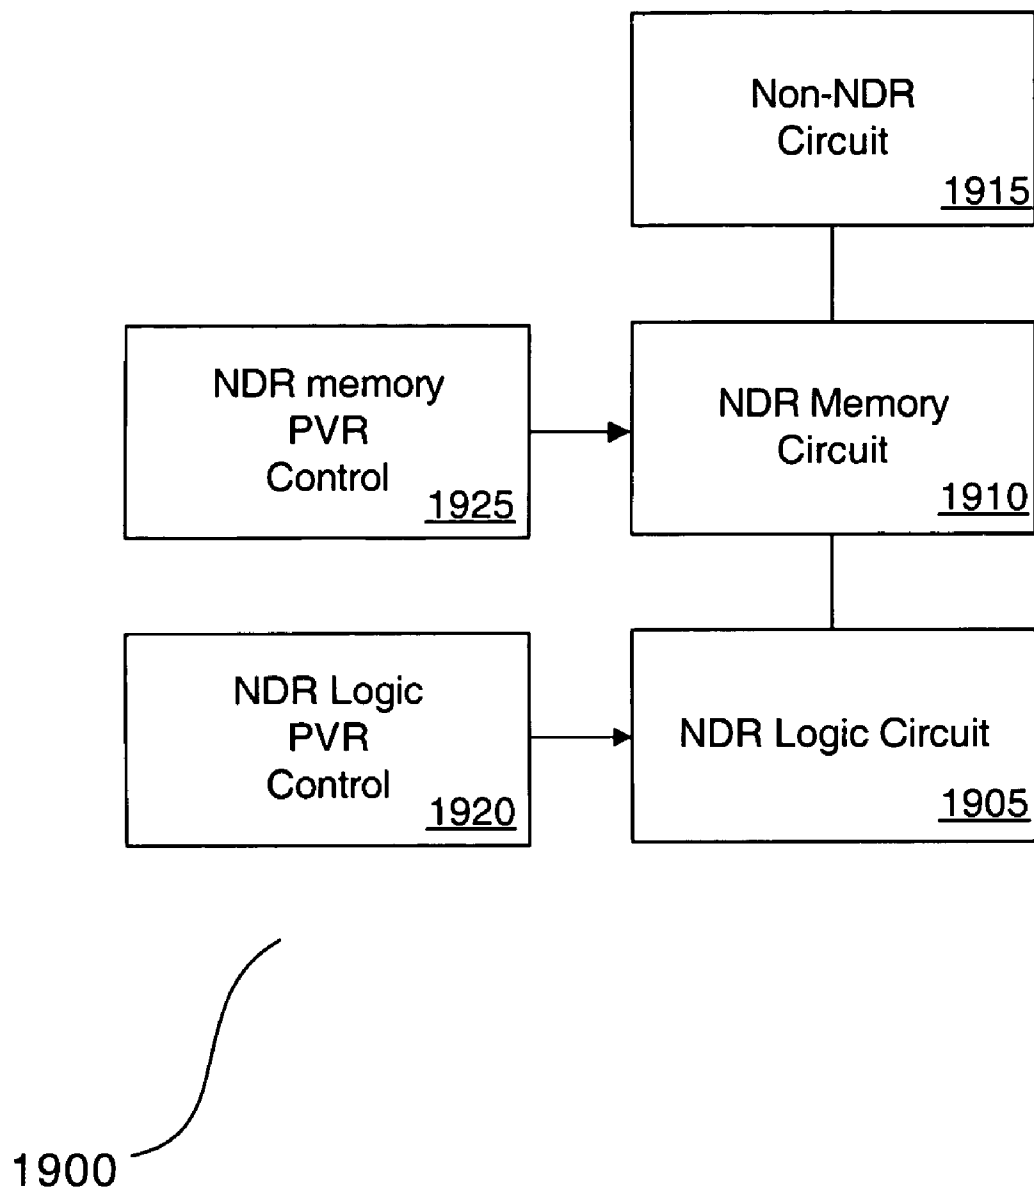 Non-NDR
Circuit
1915
NDR memory
PVR
Control
1925
NDR Memory
Circuit
1910
NDR Logic
PVR
Control
1920
NDR Logic Circuit
1905
1900